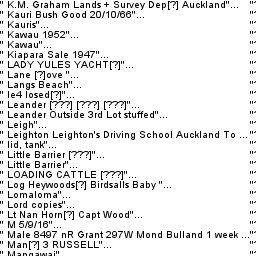 " K.M. Graham Lands + Survey Dep[?] Auckland"... "
" Kauri Bush Good 20/10/66"... "
" Kauris"... "
" Kawau 1952"... "
" Kawau"... "
" Kiapara Sale 1947"... "
" LADY YULES YACHT[?]"... "
" Lane [?]ove "... "
" Langs Beach"... "
" le4 losed[?]"... "
" Leander [???] [???] [???]"... "
" Leander Outside 3rd Lot stuffed"... "
" Leigh"... "
" Leighton Leighton's Driving School Auckland To ... "
" lid, tank"... "
" Little Barrier [???]"... "
" Little Barrier"... "
" LOADING CATTLE [???]"... "
" Log Heywoods[?] Birdsalls Baby "... "
" Lomaloma"... "
" Lord copies"... "
" Lt Nan Horn[?] Capt Wood"... "
" M 5/9/16"... "
" Male 8497 nR Grant 297W Mond Bulland 1 week ... "
" Man[?] 3 RUSSELL"... "
" Mangawai"